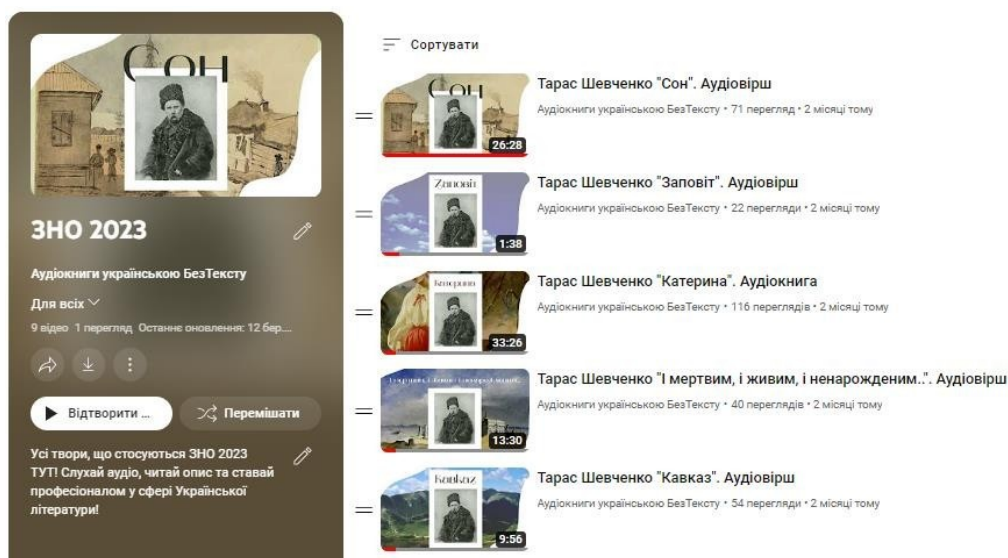 Сон
ЗНО 2023
Аудіокниги українською БезТексту
Для всіх
9 відео 1 перегляд Останнє оновлення: 12 бер....
Відтворити ...
Перемішати
Усі твори, що стосуються ЗНО 2023
ТУТ! Слухай аудіо, читай опис та ставай
професіоналом у сфері Української
літератури!
Сортувати
Сон
26:28
Тарас Шевченко "Сон". Аудіовірш
Аудіокниги українською БезТексту • 71 перегляд • 2 місяці тому
Заповіт
1:38
Тарас Шевченко "Заповіт". Аудіовірш
Аудіокниги українською БезТексту • 22 перегляди • 2 місяці тому
Катерина
33:26
Тарас Шевченко "Катерина". Аудіокнига
Аудіокниги українською БезТексту • 116 переглядів • 2 місяці тому
13:30
Тарас Шевченко "І мертвим, і живим, і ненарожденим..". Аудіовірш
Аудіокниги українською БезТексту • 40 переглядів • 2 місяці тому
Кавказ
9:56
Тарас Шевченко "Кавказ". Аудіовірш
Аудіокниги українською БезТексту • 54 перегляди • 2 місяці тому